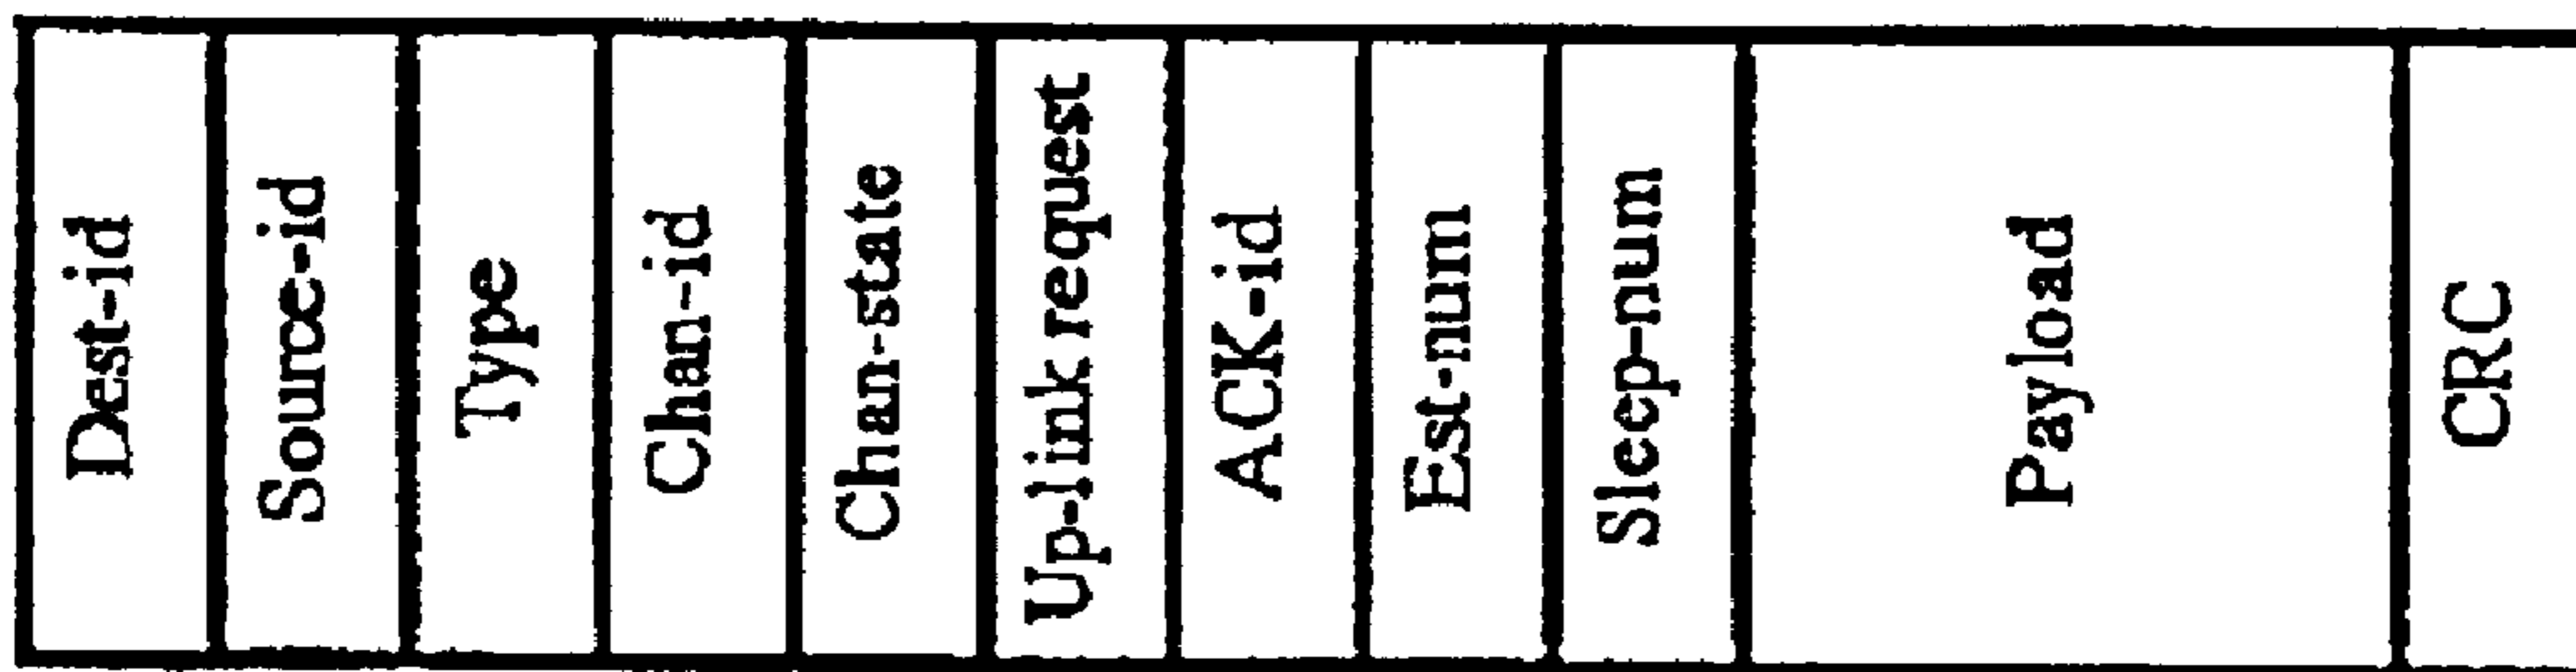 Dest-id
Source-id
Type
Chan-id
Chan-state
Up-link request
ACK-id
Est-num
Sleep-num
Payload
CRC